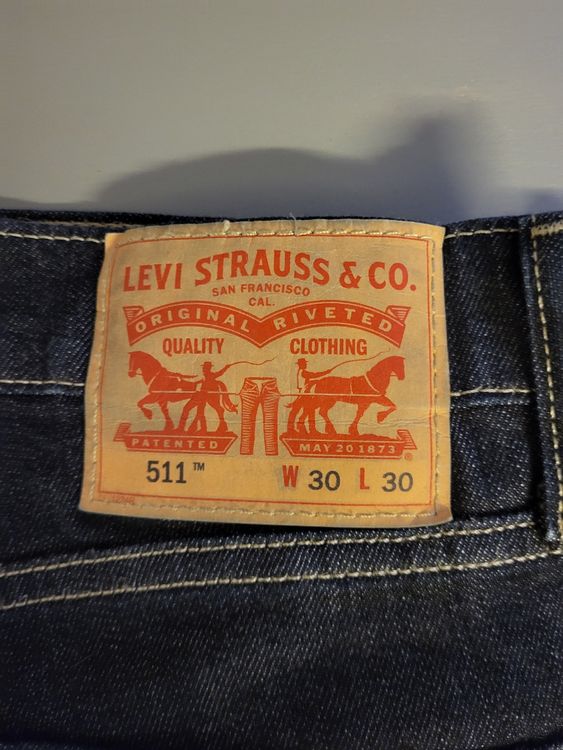 LEVI STRAUSS & CO.
SAN FRANCISCO
CAL.
ORIGINAL RIVETED
QUALITY CLOTHING
PATENTED MAY 20 1873 ®
511™ W 30 L 30